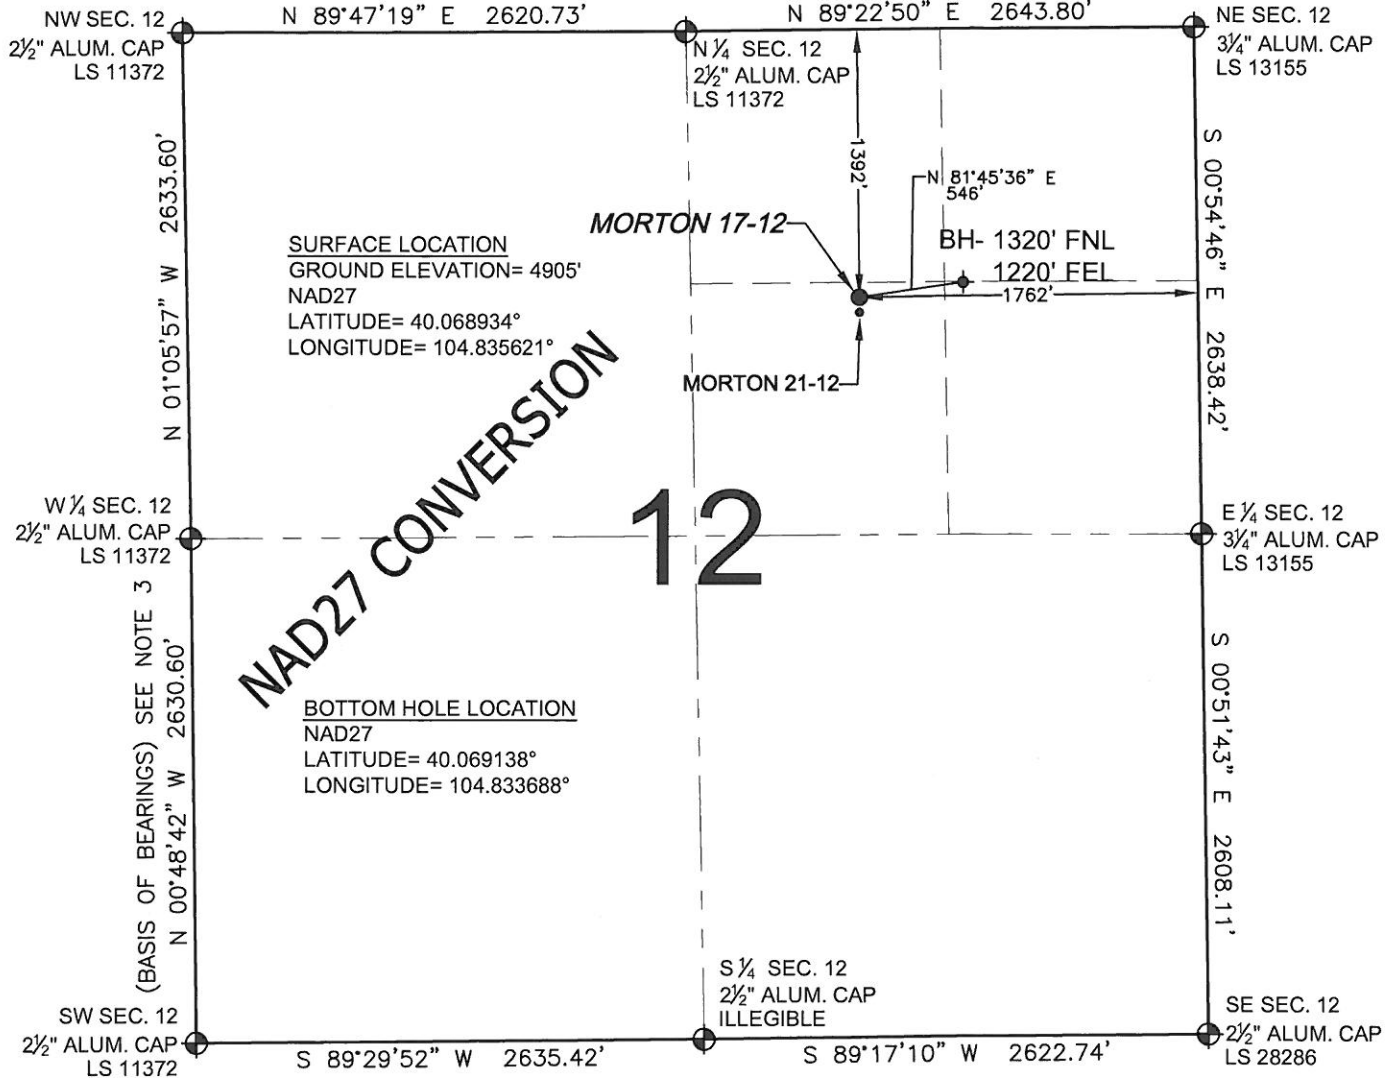 N 89°47'19" E 2620.73'
N 89°22'50" E 2643.80'
NW SEC. 12
2½" ALUM. CAP
LS 11372
N ¼ SEC. 12
2½" ALUM. CAP
LS 11372
NE SEC. 12
3¼" ALUM. CAP
LS 13155
N 01°05'57" W 2633.60'
S 00°54'46" E 2638.42'
1392'
N 81°45'36" E
546'
MORTON 17-12
BH- 1320' FNL
1220' FEL
1762'
MORTON 21-12
SURFACE LOCATION
GROUND ELEVATION= 4905'
NAD27
LATITUDE= 40.068934°
LONGITUDE= 104.835621°
NAD27 CONVERSION
12
W ¼ SEC. 12
2½" ALUM. CAP
LS 11372
E ¼ SEC. 12
3¼" ALUM. CAP
LS 13155
(BASIS OF BEARINGS) SEE NOTE 3
N 00°48'42" W 2630.60'
S 00°51'43" E 2608.11'
BOTTOM HOLE LOCATION
NAD27
LATITUDE= 40.069138°
LONGITUDE= 104.833688°
S ¼ SEC. 12
2½" ALUM. CAP
ILLEGIBLE
SW SEC. 12
2½" ALUM. CAP
LS 11372
SE SEC. 12
2½" ALUM. CAP
LS 28286
S 89°29'52" W 2635.42'
S 89°17'10" W 2622.74'